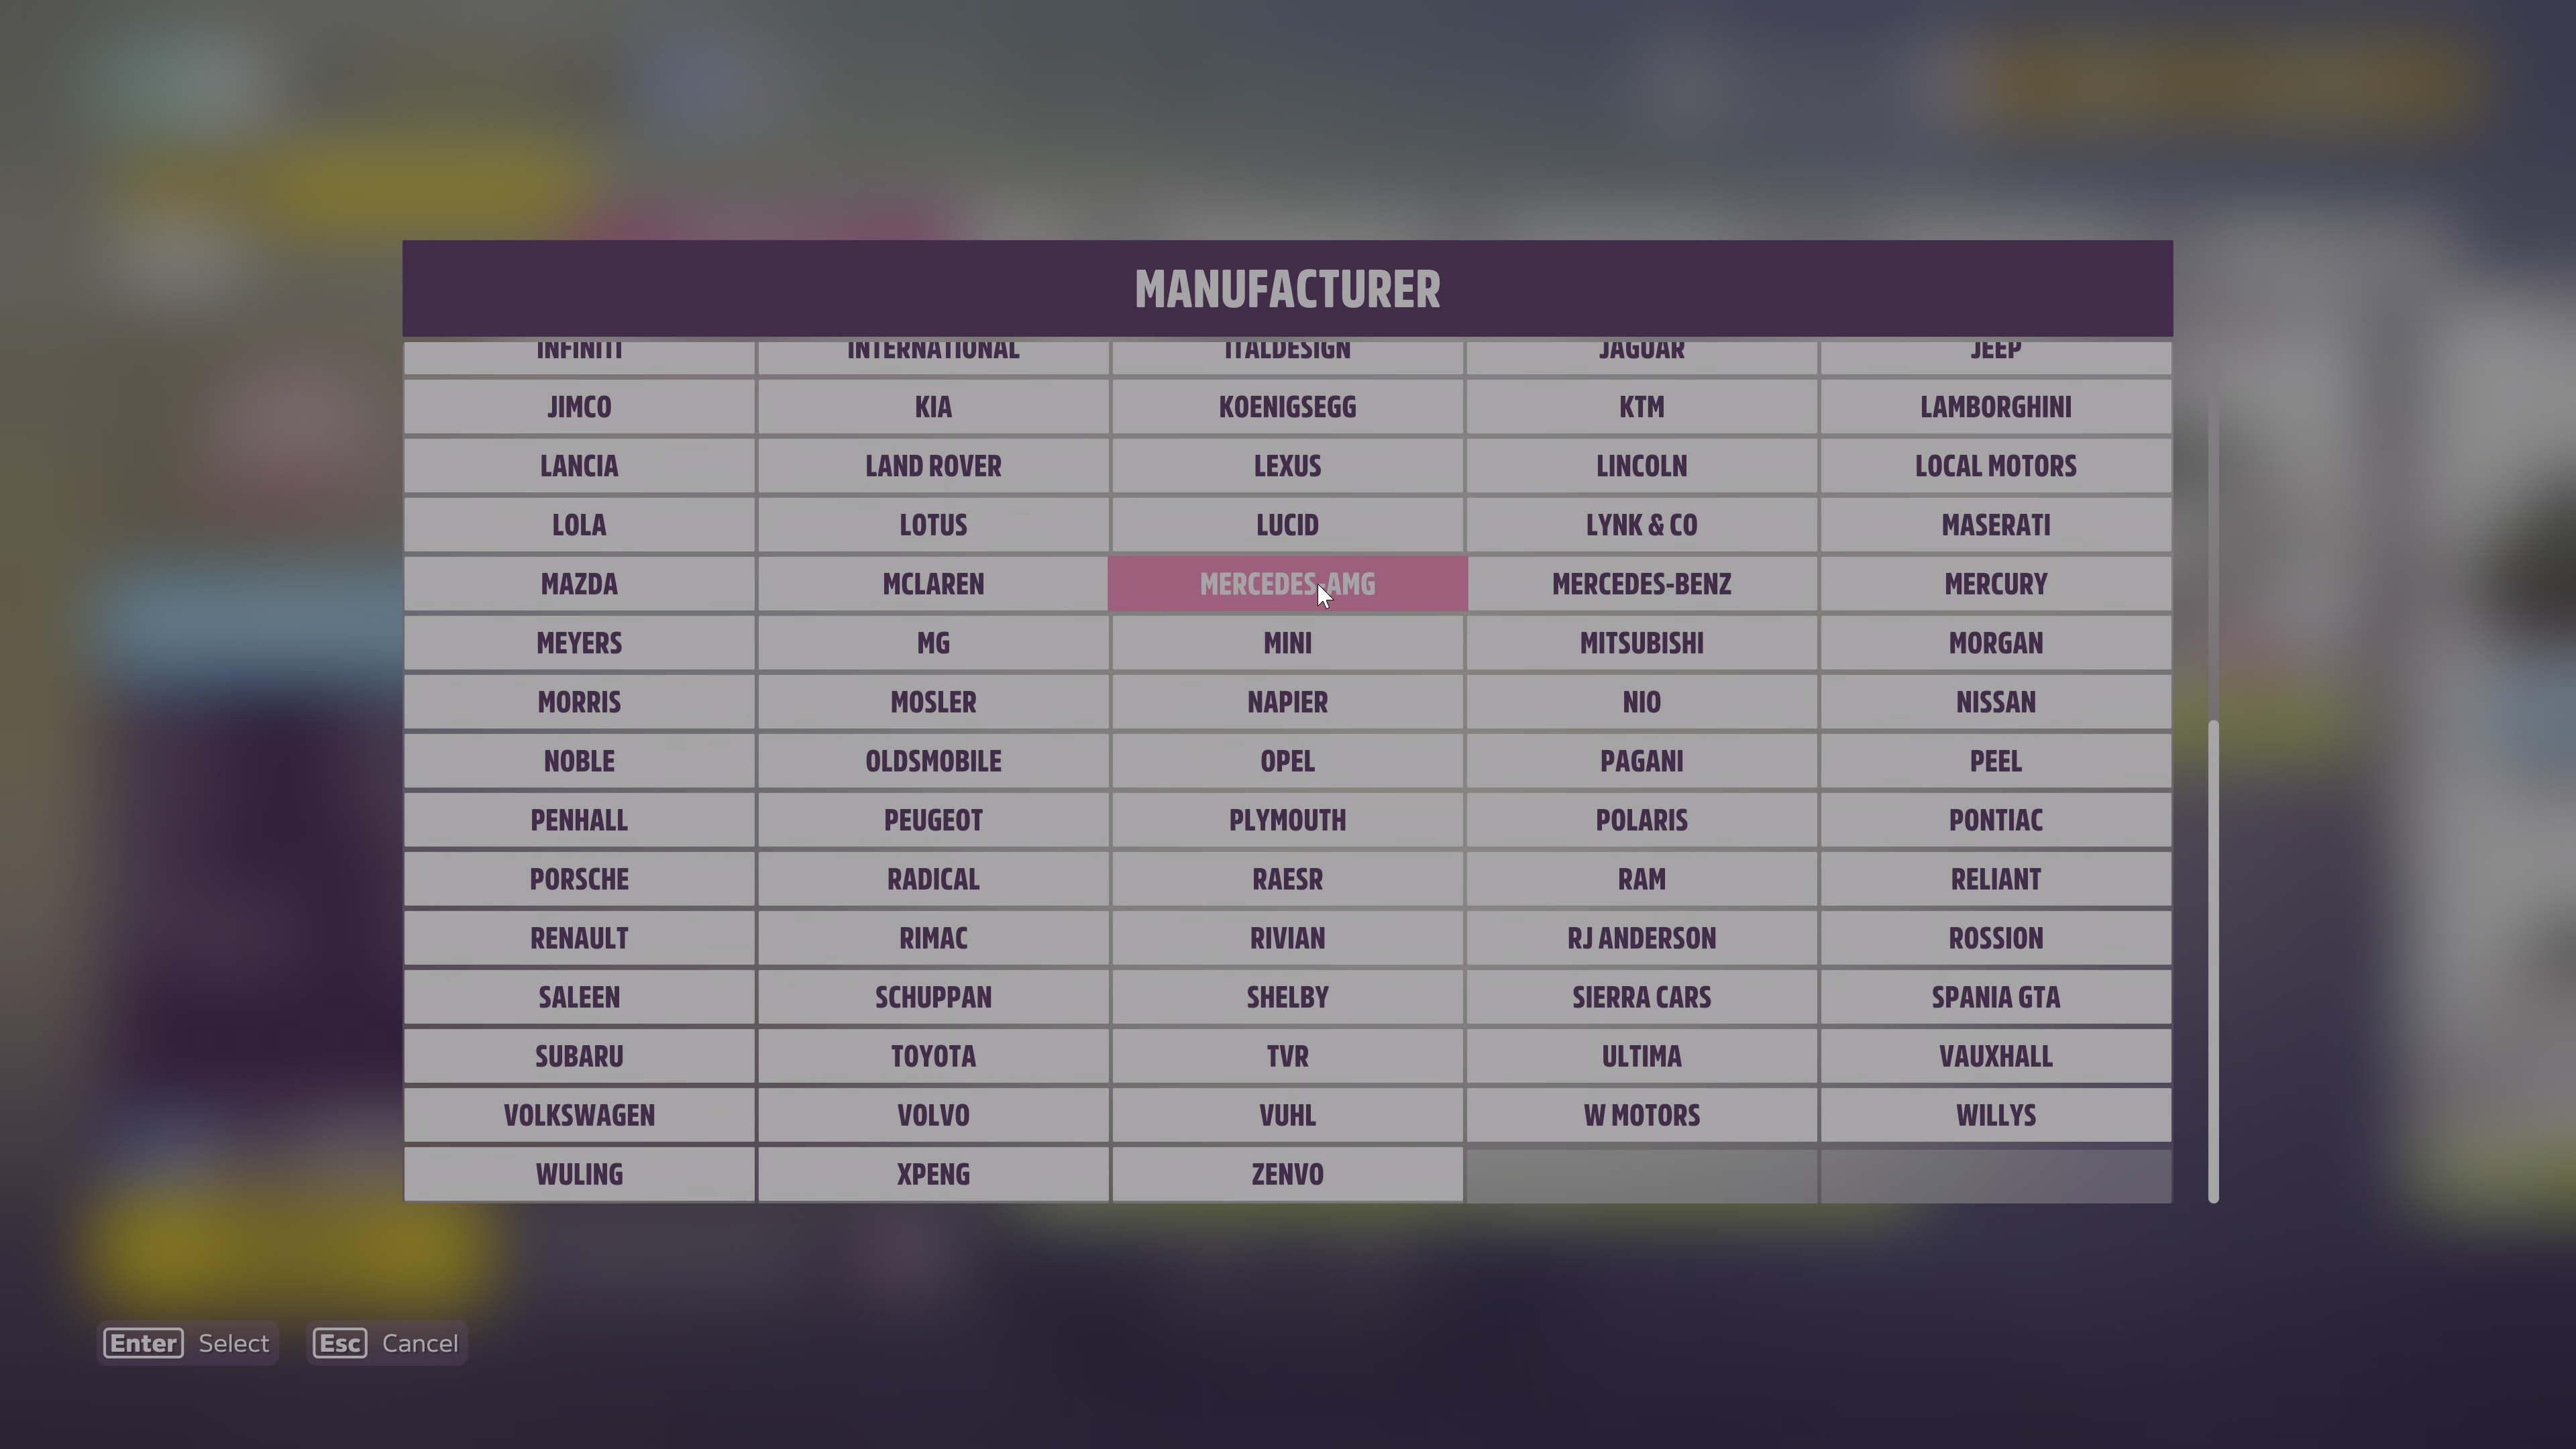 MANUFACTURER
INFINITI INTERNATIONAL ITALDESIGN JAGUAR JEEP
JIMCO KIA KOENIGSEGG KTM LAMBORGHINI
LANCIA LAND ROVER LEXUS LINCOLN LOCAL MOTORS
LOLA LOTUS LUCID LYNK & CO MASERATI
MAZDA MCLAREN MERCEDES-AMG MERCEDES-BENZ MERCURY
MEYERS MG MINI MITSUBISHI MORGAN
MORRIS MOSLER NAPIER NIO NISSAN
NOBLE OLDSMOBILE OPEL PAGANI PEEL
PENHALL PEUGEOT PLYMOUTH POLARIS PONTIAC
PORSCHE RADICAL RAESR RAM RELIANT
RENAULT RIMAC RIVIAN RJ ANDERSON ROSSION
SALEEN SCHUPPAN SHELBY SIERRA CARS SPANIA GTA
SUBARU TOYOTA TVR ULTIMA VAUXHALL
VOLKSWAGEN VOLVO VUHL W MOTORS WILLYS
WULING XPENG ZENVO
Enter Select Esc Cancel